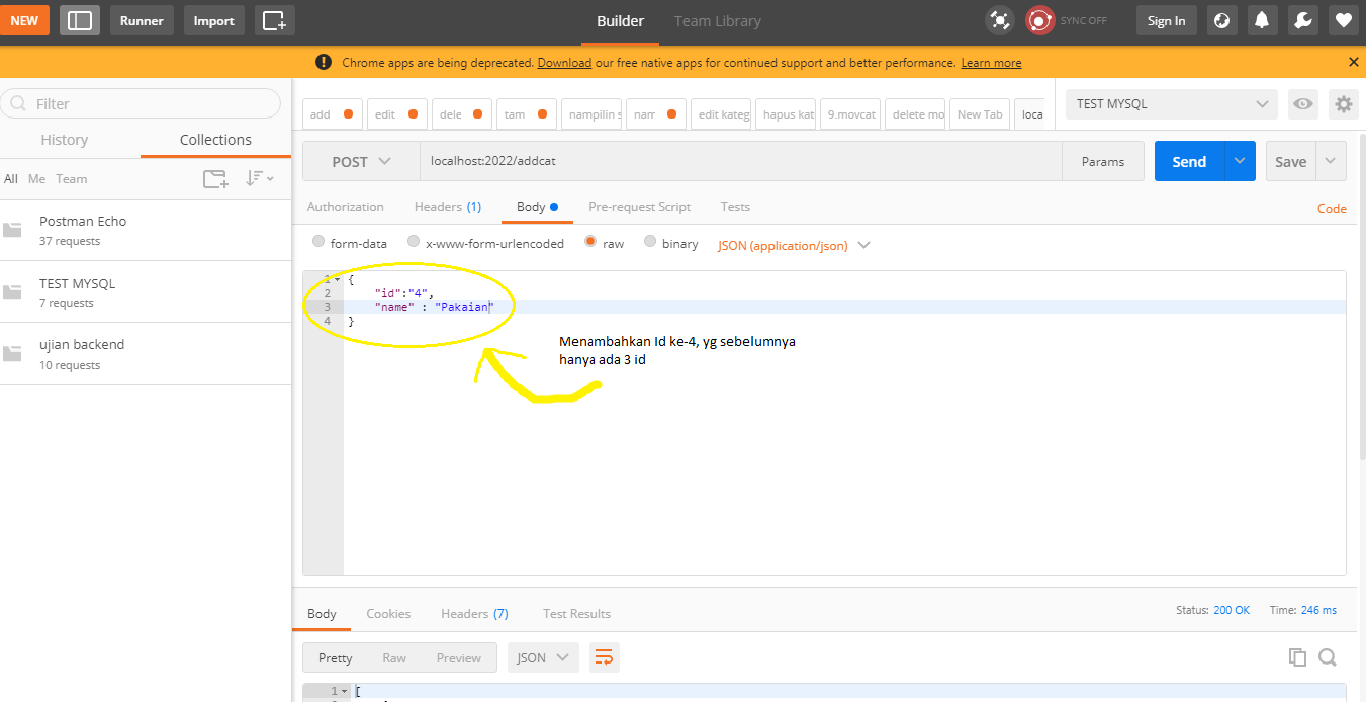 NEW
Runner
Import
Builder
Team Library
SYNC OFF
Sign In
Chrome apps are being deprecated. Download our free native apps for continued support and better performance. Learn more
Filter
History
Collections
All Me Team
Postman Echo
37 requests
TEST MYSQL
7 requests
ujian backend
10 requests
add
edit
dele
tam
nampilin s
nam
edit kateg
hapus kat
9.movcat
delete mo
New Tab
loca
TEST MYSQL
POST
localhost:2022/addcat
Params
Send
Save
Authorization
Headers (1)
Body
Pre-request Script
Tests
Code
form-data
x-www-form-urlencoded
raw
binary
JSON (application/json)
1 {
2 "id":"4",
3 "name" : "Pakaian"
4 }
Menambahkan Id ke-4, yg sebelumnya
hanya ada 3 id
Body
Cookies
Headers (7)
Test Results
Status: 200 OK
Time: 246 ms
Pretty
Raw
Preview
JSON
1 [